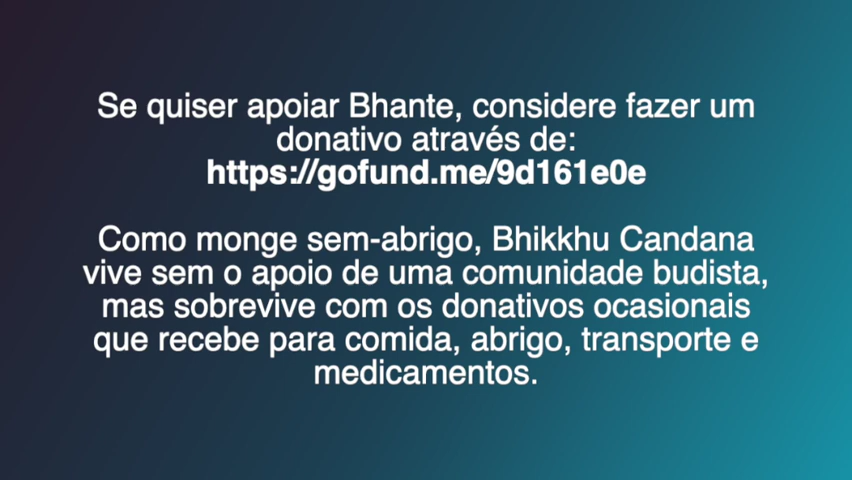 Se quiser apoiar Bhante, considere fazer um
donativo através de:
https://gofund.me/9d161e0e
Como monge sem-abrigo, Bhikkhu Candana
vive sem o apoio de uma comunidade budista,
mas sobrevive com os donativos ocasionais
que recebe para comida, abrigo, transporte e
medicamentos.